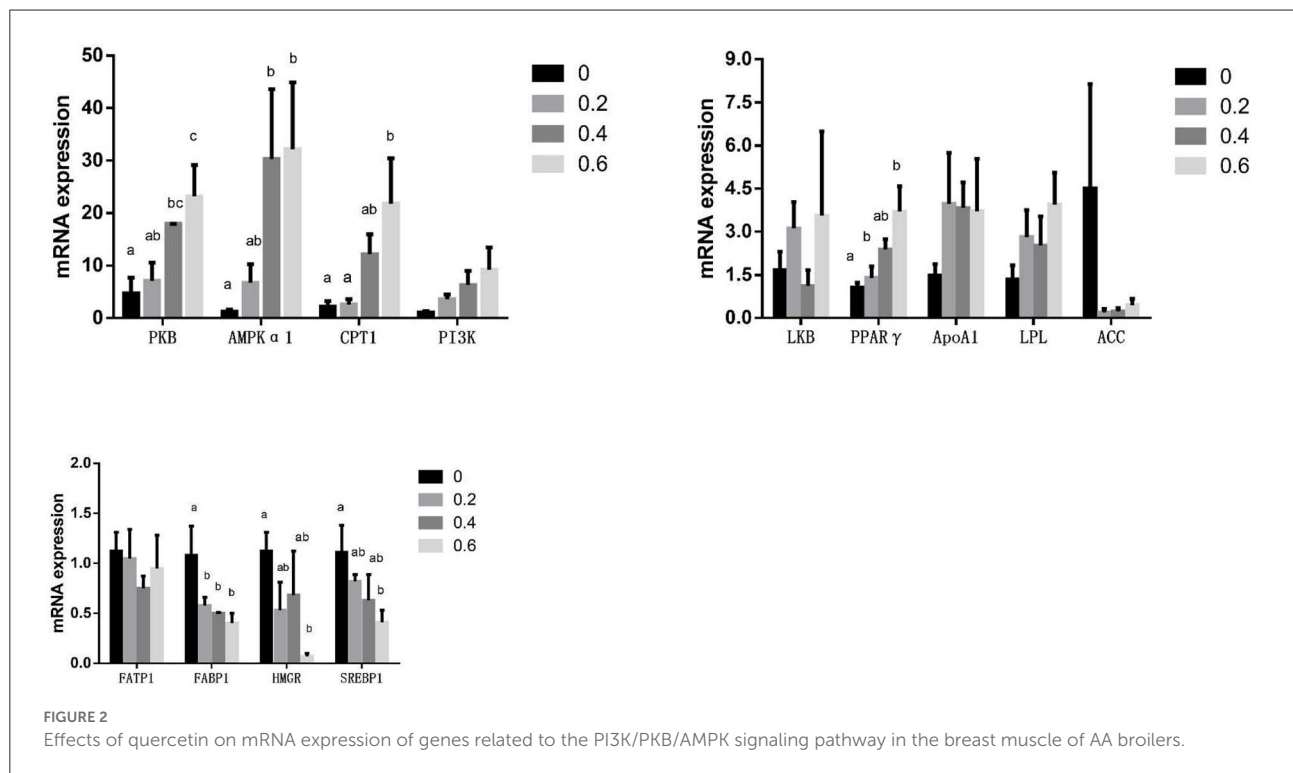 50
40
30
20
10
0
mRNA expression
a
ab
bc
c
a
ab
b
b
a
a
ab
b
PKB
AMPK α 1
CPT1
PI3K
0
0.2
0.4
0.6
9.0
7.5
6.0
4.5
3.0
1.5
0.0
mRNA expression
a
b
ab
b
LKB
PPAR γ
ApoA1
LPL
ACC
0
0.2
0.4
0.6
2.0
1.5
1.0
0.5
0.0
mRNA expression
a
b
b
b
a
ab
ab
b
a
ab
ab
b
FATP1
FABP1
HMGR
SREBP1
0
0.2
0.4
0.6
FIGURE 2
Effects of quercetin on mRNA expression of genes related to the PI3K/PKB/AMPK signaling pathway in the breast muscle of AA broilers.